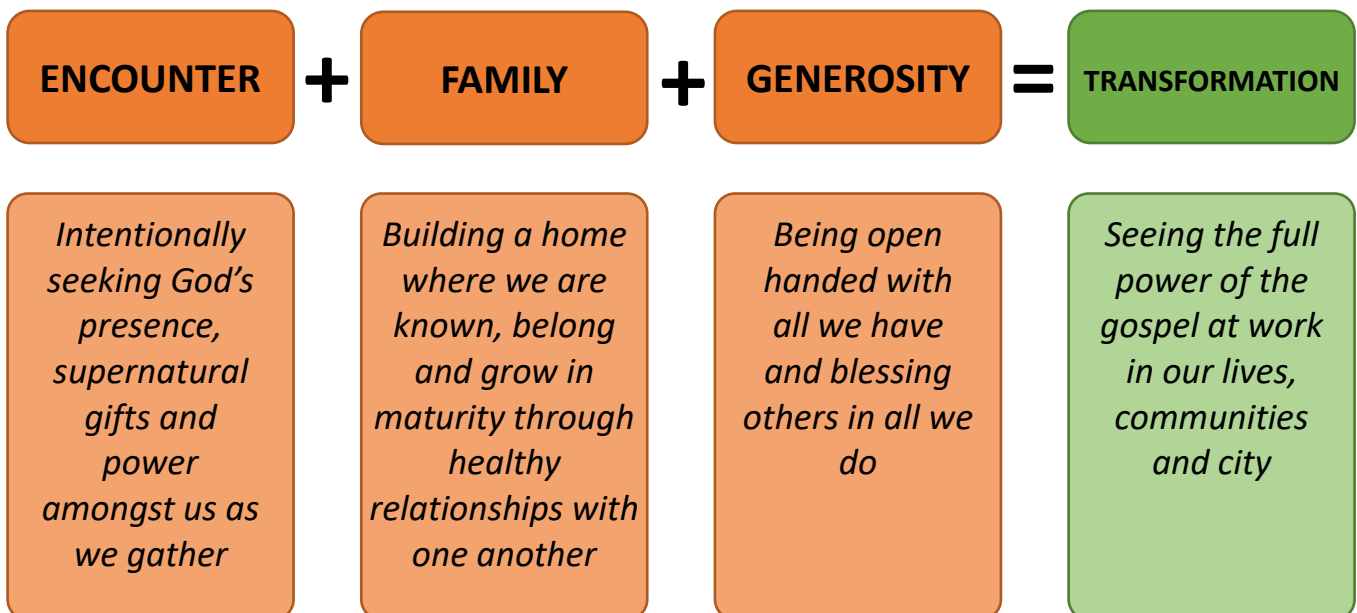 ENCOUNTER + FAMILY + GENEROSITY = TRANSFORMATION
Intentionally
seeking God’s
presence,
supernatural
gifts and
power
amongst us as
we gather
Building a home
where we are
known, belong
and grow in
maturity through
healthy
relationships with
one another
Being open
handed with
all we have
and blessing
others in all we
do
Seeing the full
power of the
gospel at work
in our lives,
communities
and city